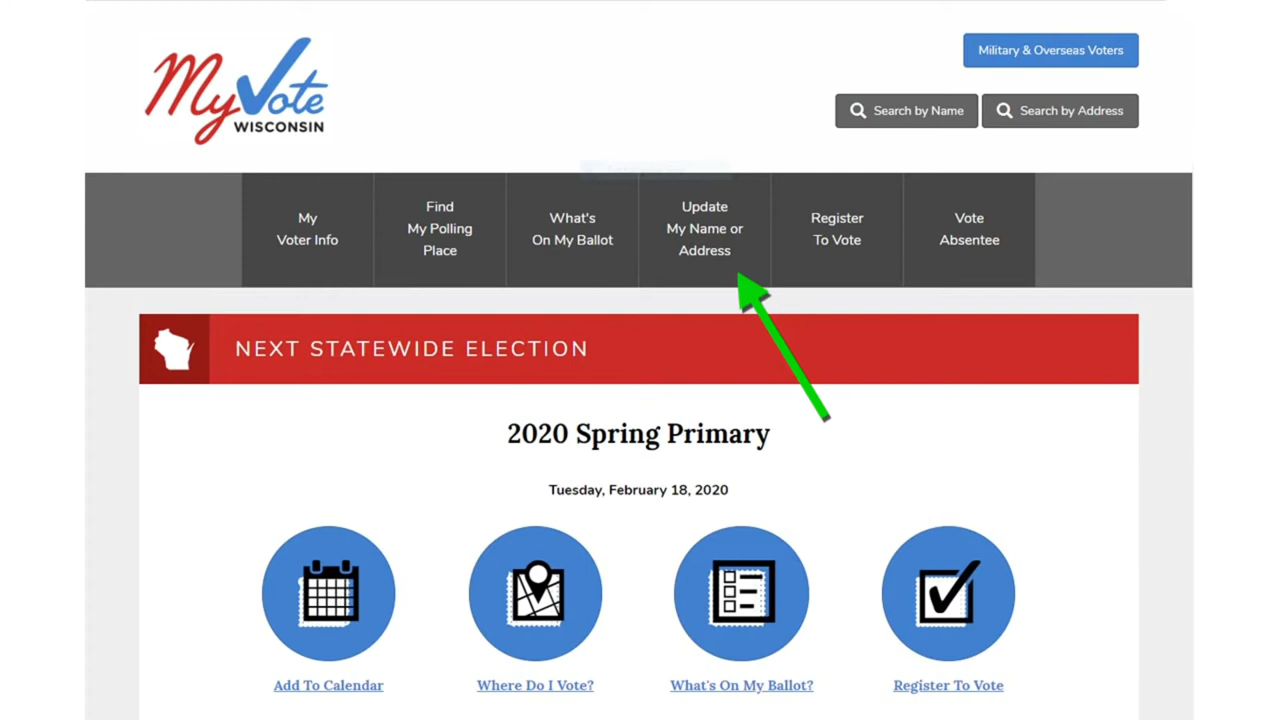 My Vote
WISCONSIN
Military & Overseas Voters
Search by Name
Search by Address
My
Voter Info
Find
My Polling
Place
What's
On My Ballot
Update
My Name or
Address
Register
To Vote
Vote
Absentee
NEXT STATEWIDE ELECTION
2020 Spring Primary
Tuesday, February 18, 2020
Add To Calendar
Where Do I Vote?
What's On My Ballot?
Register To Vote